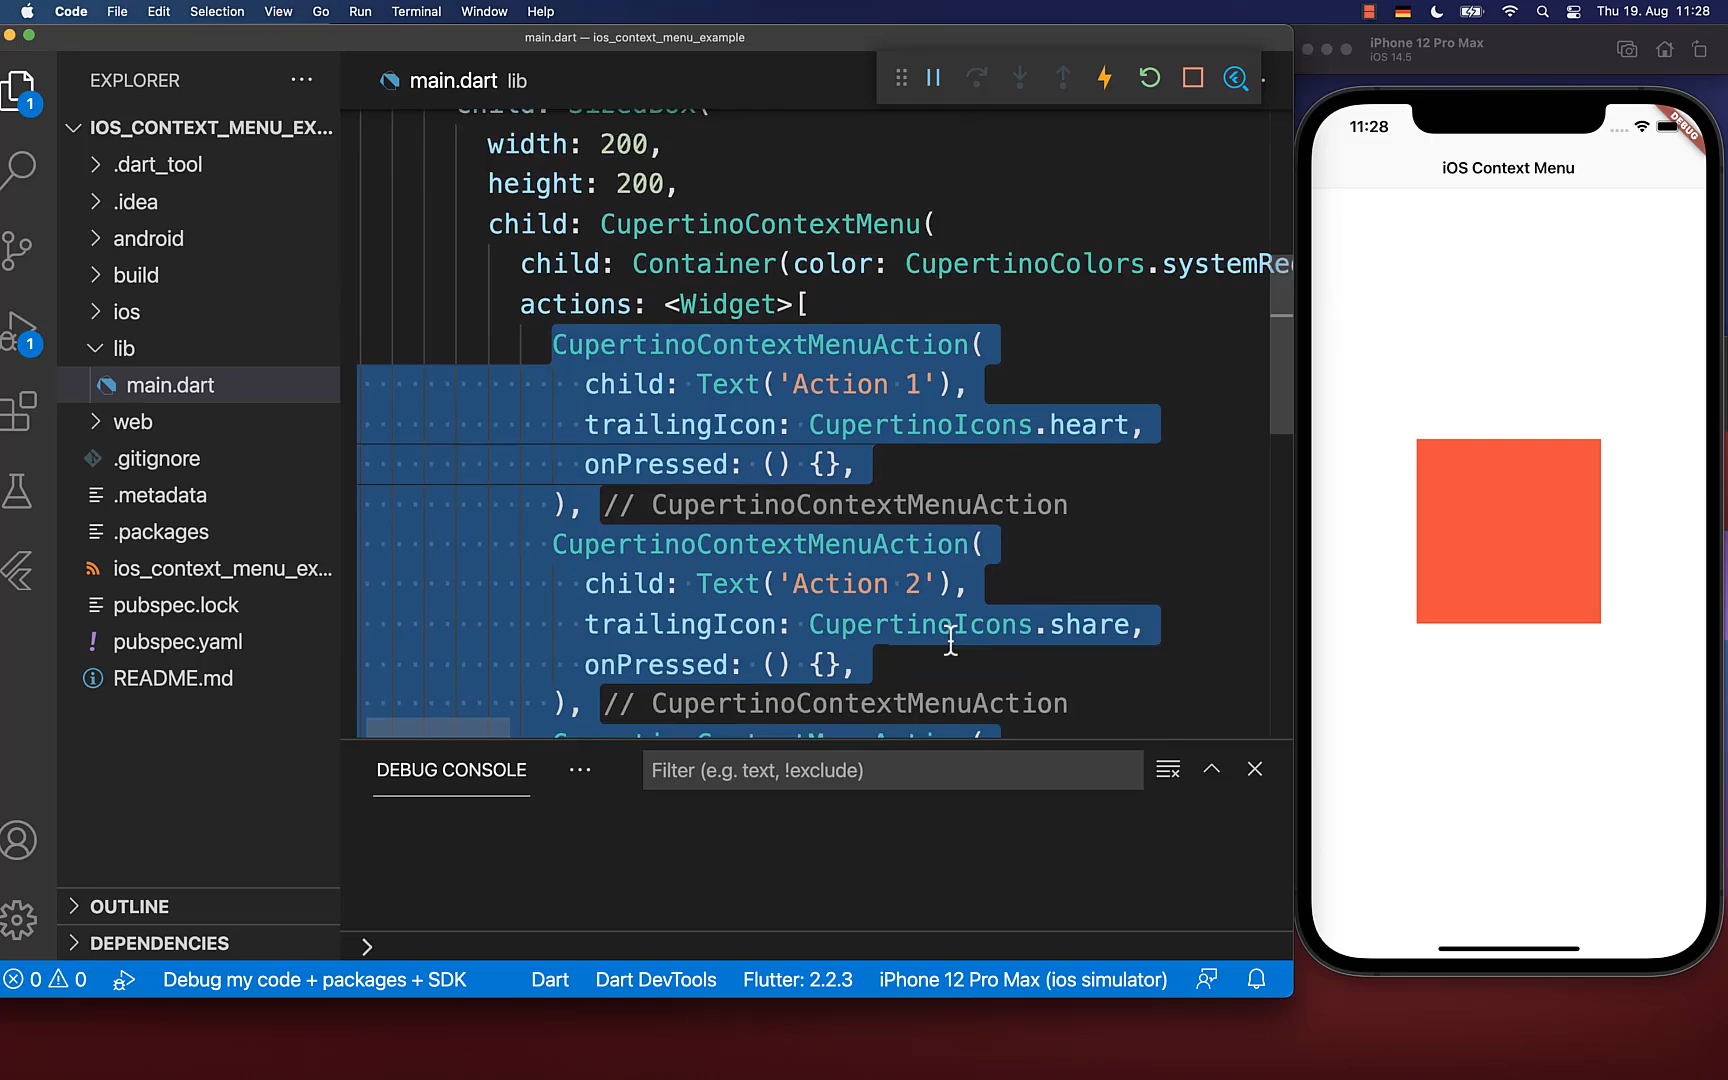 Code File Edit Selection View Go Run Terminal Window Help
Thu 19. Aug 11:28
main.dart — ios_context_menu_example
EXPLORER
1
IOS_CONTEXT_MENU_EX...
.dart_tool
.idea
android
build
ios
1
lib
main.dart
web
.gitignore
.metadata
.packages
ios_context_menu_ex...
pubspec.lock
pubspec.yaml
README.md
OUTLINE
DEPENDENCIES
main.dart lib
child: SizedBox(
width: 200,
height: 200,
child: CupertinoContextMenu(
child: Container(color: CupertinoColors.systemRe
actions: <Widget>[
CupertinoContextMenuAction(
child: Text('Action 1'),
trailingIcon: CupertinoIcons.heart,
onPressed: () {},
), // CupertinoContextMenuAction
CupertinoContextMenuAction(
child: Text('Action 2'),
trailingIcon: CupertinoIcons.share,
onPressed: () {},
), // CupertinoContextMenuAction
CupertinoContextMenuAction(
DEBUG CONSOLE
Filter (e.g. text, !exclude)
0 0 Debug my code + packages + SDK
Dart Dart DevTools Flutter: 2.2.3 iPhone 12 Pro Max (ios simulator)
iPhone 12 Pro Max
iOS 14.5
11:28
DEBUG
iOS Context Menu